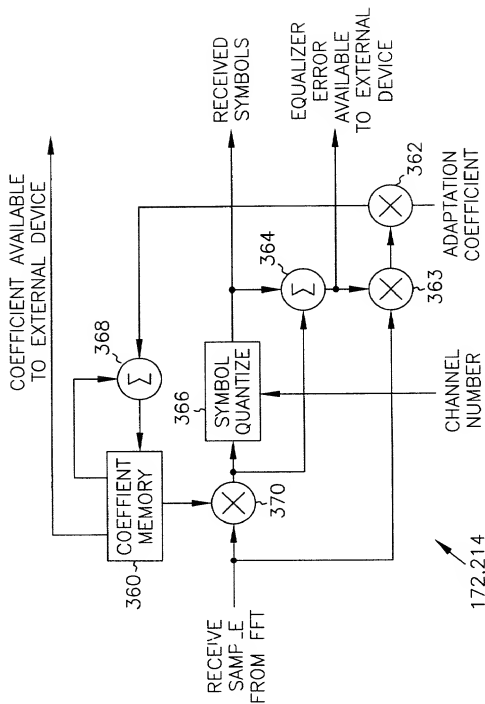 COEFFICIENT AVAILABLE
TO EXTERNAL DEVICE
368
Σ
COEFFIENT
MEMORY
360
366
SYMBOL
QUANTIZE
RECEIVED
SYMBOLS
364
Σ
EQUALIZER
ERROR
AVAILABLE
TO EXTERNAL
DEVICE
370
RECEIVE
SAMP_E
FROM FFT
362
363
ADAPTATION
COEFFICIENT
CHANNEL
NUMBER
172.214